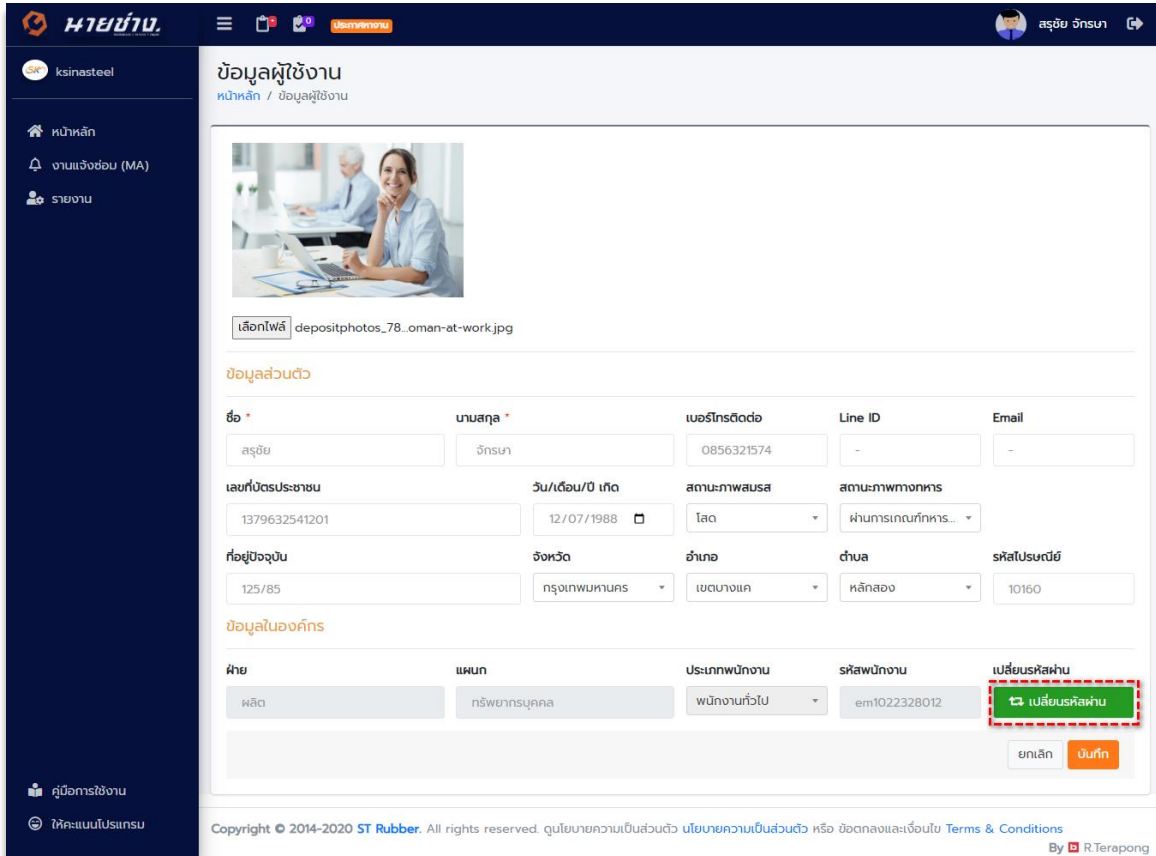 นายช่าง.
0
ประกาศหางาน
สรุชัย จักรษา
SK
ksinasteel
ข้อมูลผู้ใช้งาน
หน้าหลัก / ข้อมูลผู้ใช้งาน
หน้าหลัก
งานแจ้งซ่อม (MA)
รายงาน
เลือกไฟล์ depositphotos_78...oman-at-work.jpg
ข้อมูลส่วนตัว
ชื่อ * นามสกุล * เบอร์โทรติดต่อ Line ID Email
สรุชัย จักรษา 0856321574 - -
เลขที่บัตรประชาชน วัน/เดือน/ปี เกิด สถานะภาพสมรส สถานะภาพทางทหาร
1379632541201 12/07/1988 โสด ผ่านการเกณฑ์ทหาร...
ที่อยู่ปัจจุบัน จังหวัด อำเภอ ตำบล รหัสไปรษณีย์
125/85 กรุงเทพมหานคร เขตบางแค หลักสอง 10160
ข้อมูลในองค์กร
ฝ่าย แผนก ประเภทพนักงาน รหัสพนักงาน เปลี่ยนรหัสผ่าน
ผลิต ทรัพยากรบุคคล พนักงานทั่วไป em1022328012 เปลี่ยนรหัสผ่าน
ยกเลิก บันทึก
คู่มือการใช้งาน
ให้คะแนนโปรแกรม
Copyright © 2014-2020 ST Rubber. All rights reserved. ดูนโยบายความเป็นส่วนตัว นโยบายความเป็นส่วนตัว หรือ ข้อตกลงและเงื่อนไข Terms & Conditions
By R.Terapong